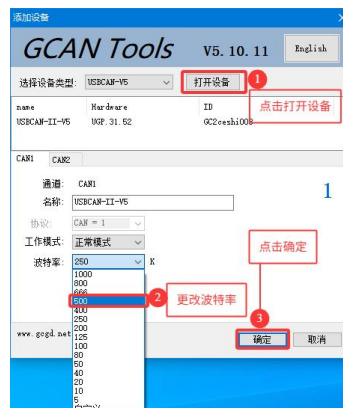 添加设备
GCAN Tools V5.10.11 English
选择设备类型: USBCAN-V5 打开设备 1
点击打开设备
name Hardware ID
USBCAN-II-V5 VGP.31.52 GC2ceshi008
CAN1 CAN2
通道: CAN1
1
名称: USBCAN-II-V5
协议: CAN = 1
工作模式: 正常模式
点击确定
波特率: 250 K
1000
800
666
500
2 更改波特率
400
250
200
125
100
80
50
40
20
10
5
自定义
3
www.gcgd.net 确定 取消